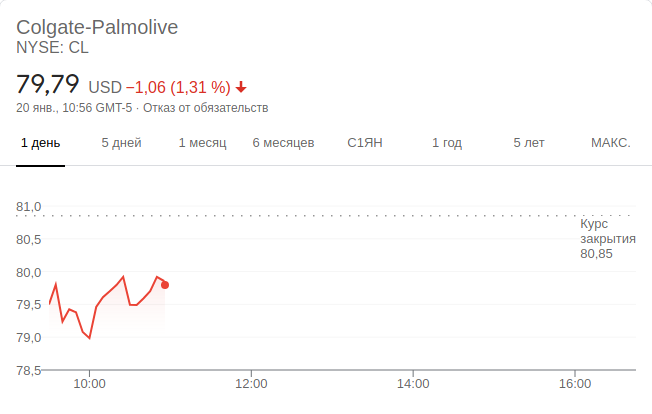 Colgate-Palmolive
NYSE: CL
79,79 USD −1,06 (1,31 %)
20 янв., 10:56 GMT-5 · Отказ от обязательств
1 день 5 дней 1 месяц 6 месяцев С1ЯН 1 год 5 лет МАКС.
81,0
Курс
закрытия
80,85
80,5
80,0
79,5
79,0
78,5
10:00 12:00 14:00 16:00